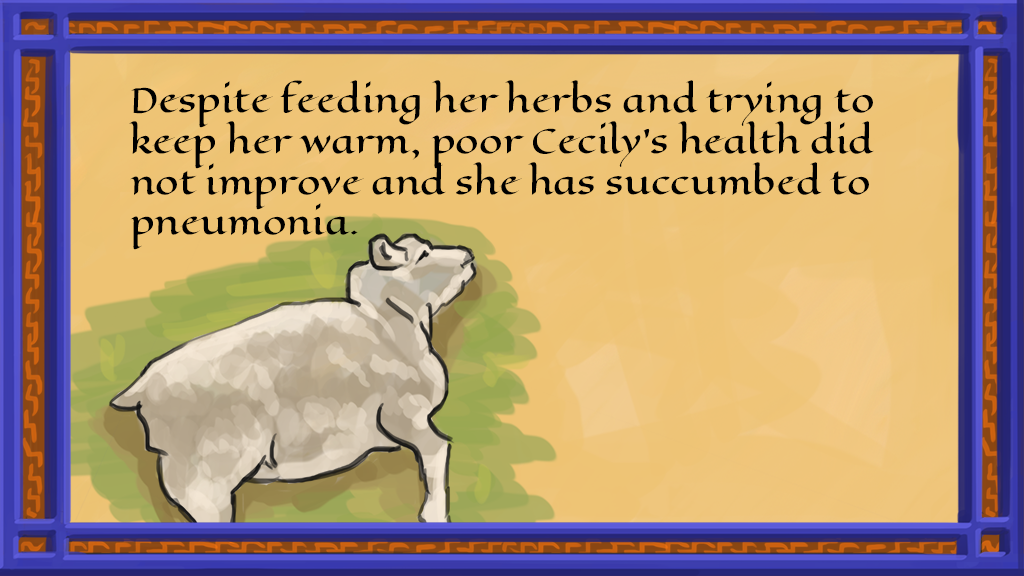 Despite feeding her herbs and trying to
keep her warm, poor Cecily's health did
not improve and she has succumbed to
pneumonia.